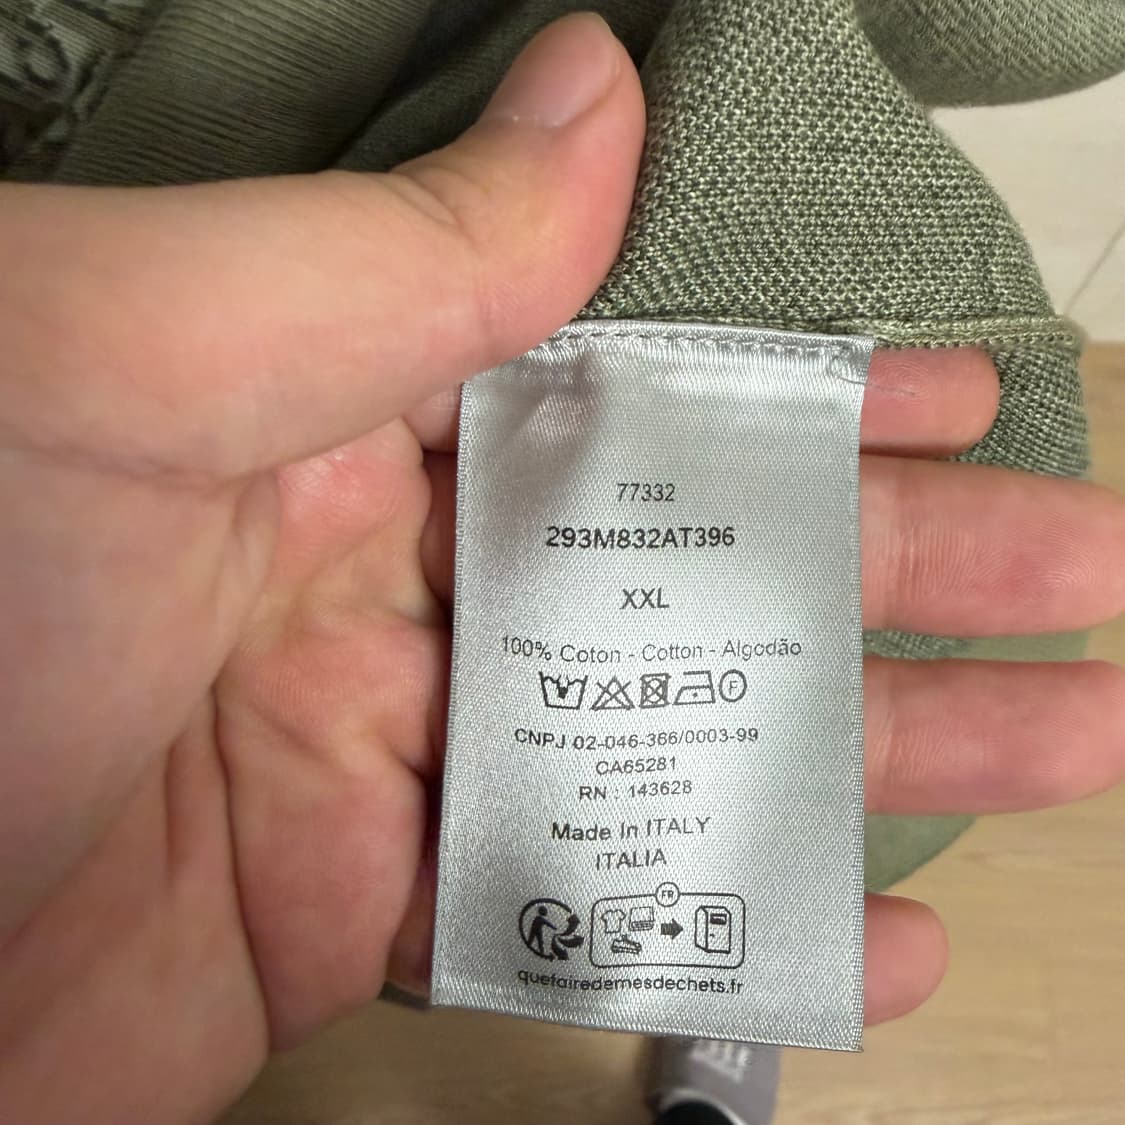 77332
293M832AT396
XXL
100% Coton - Cotton - Algodão
F
CNPJ 02-046-366/0003-99
CA65281
RN : 143628
Made In ITALY
ITALIA
FR
quefairedemesdechets.fr